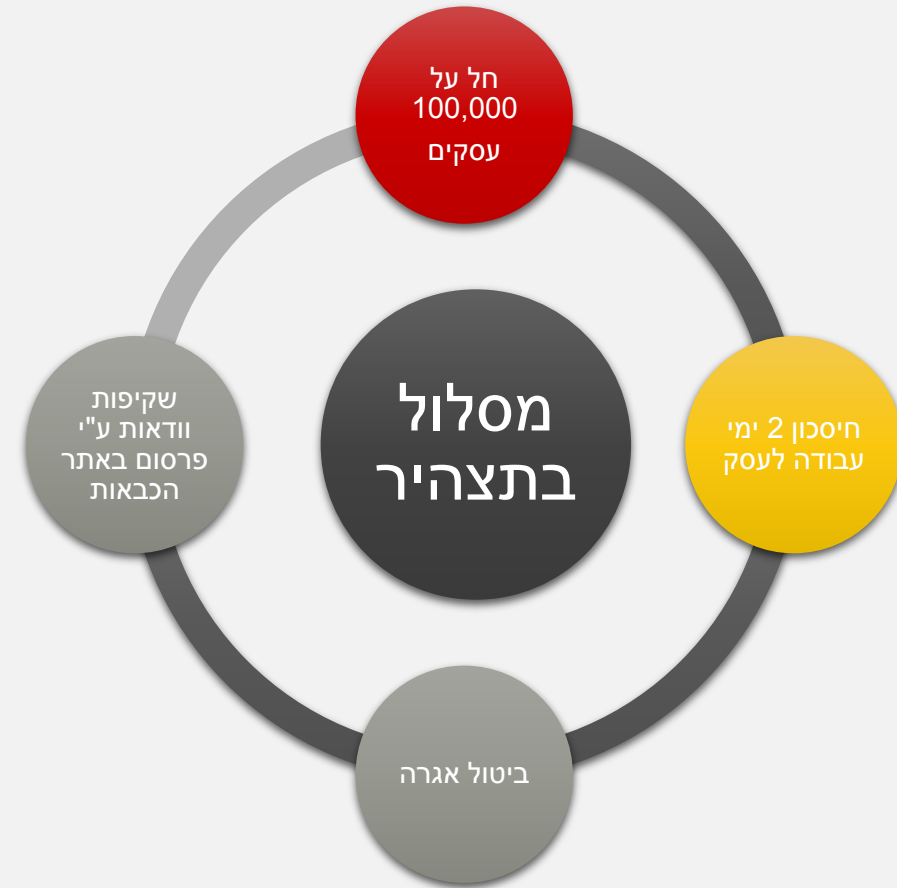 חל על
100,000
עסקים
חיסכון 2 ימי
עבודה לעסק
מסלול
בתצהיר
שקיפות
וודאות ע"י
פרסום באתר
הכבאות
ביטול אגרה